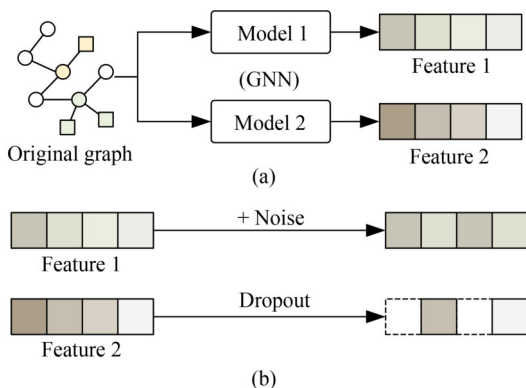 Model 1
Feature 1
(GNN)
Original graph
Model 2
Feature 2
(a)
+ Noise
Feature 1
Dropout
Feature 2
(b)